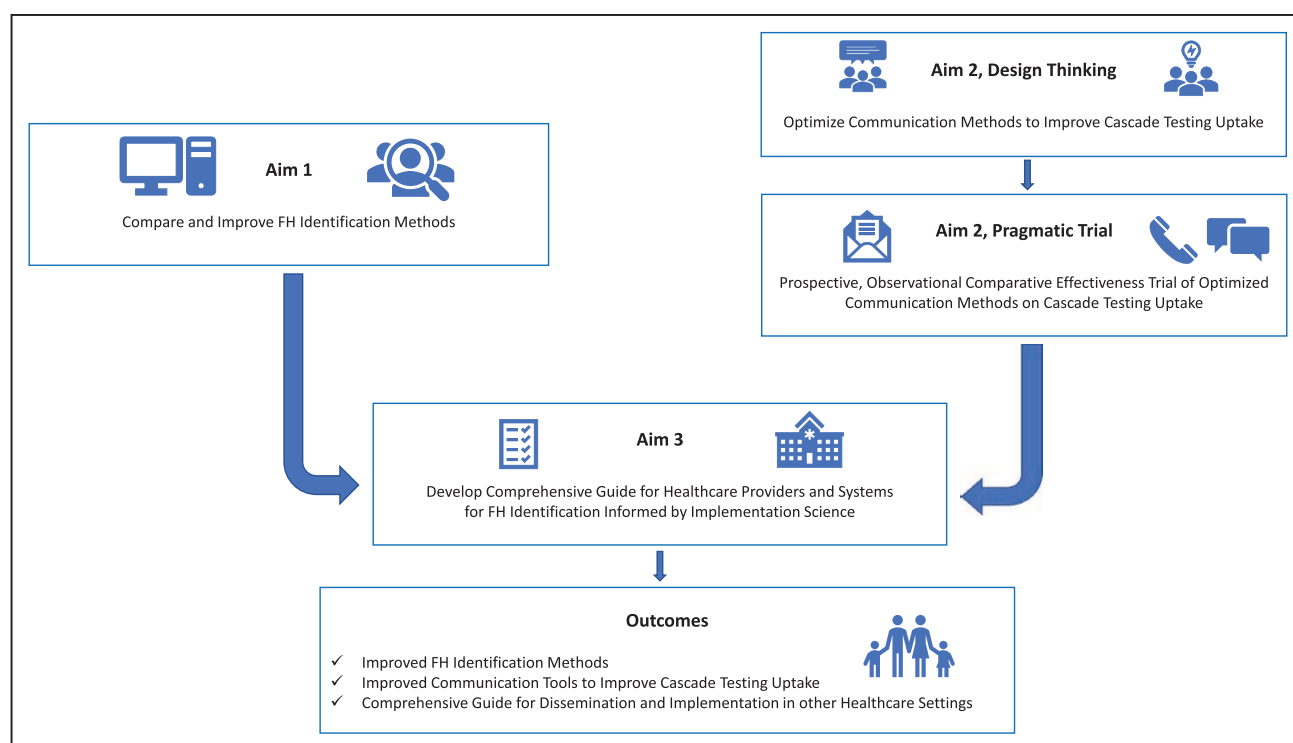 Aim 1
Compare and Improve FH Identification Methods
Aim 2, Design Thinking
Optimize Communication Methods to Improve Cascade Testing Uptake
Aim 2, Pragmatic Trial
Prospective, Observational Comparative Effectiveness Trial of Optimized
Communication Methods on Cascade Testing Uptake
Aim 3
Develop Comprehensive Guide for Healthcare Providers and Systems
for FH Identification Informed by Implementation Science
Outcomes
✓ Improved FH Identification Methods
✓ Improved Communication Tools to Improve Cascade Testing Uptake
✓ Comprehensive Guide for Dissemination and Implementation in other Healthcare Settings